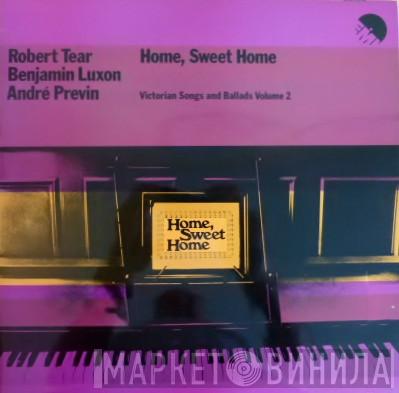 Robert Tear
Benjamin Luxon
André Previn
Home, Sweet Home
Victorian Songs and Ballads Volume 2
Home,
Sweet
Home
МАРКЕТ ВИНИЛА